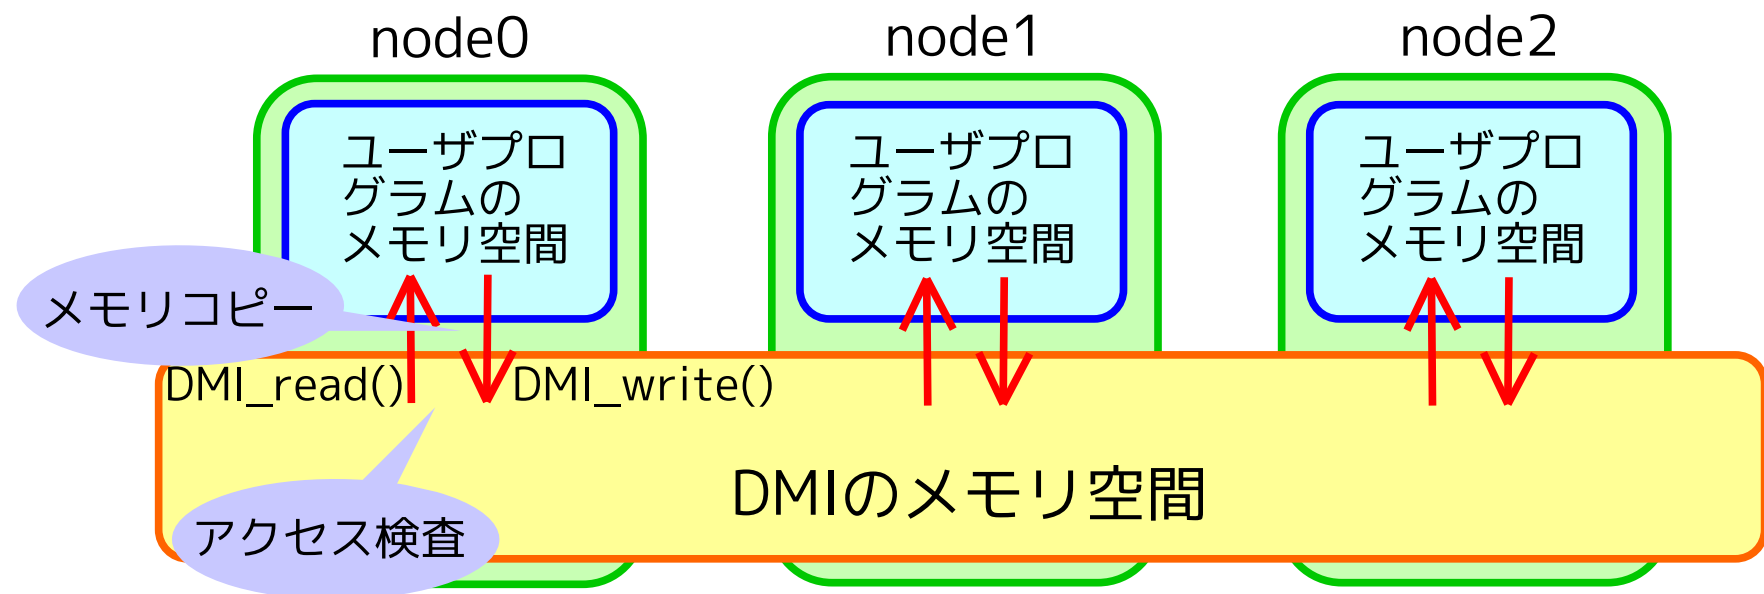 node0
node1
node2
ユーザプロ
グラムの
メモリ空間
ユーザプロ
グラムの
メモリ空間
ユーザプロ
グラムの
メモリ空間
メモリコピー
DMI_read()
DMI_write()
DMIのメモリ空間
アクセス検査